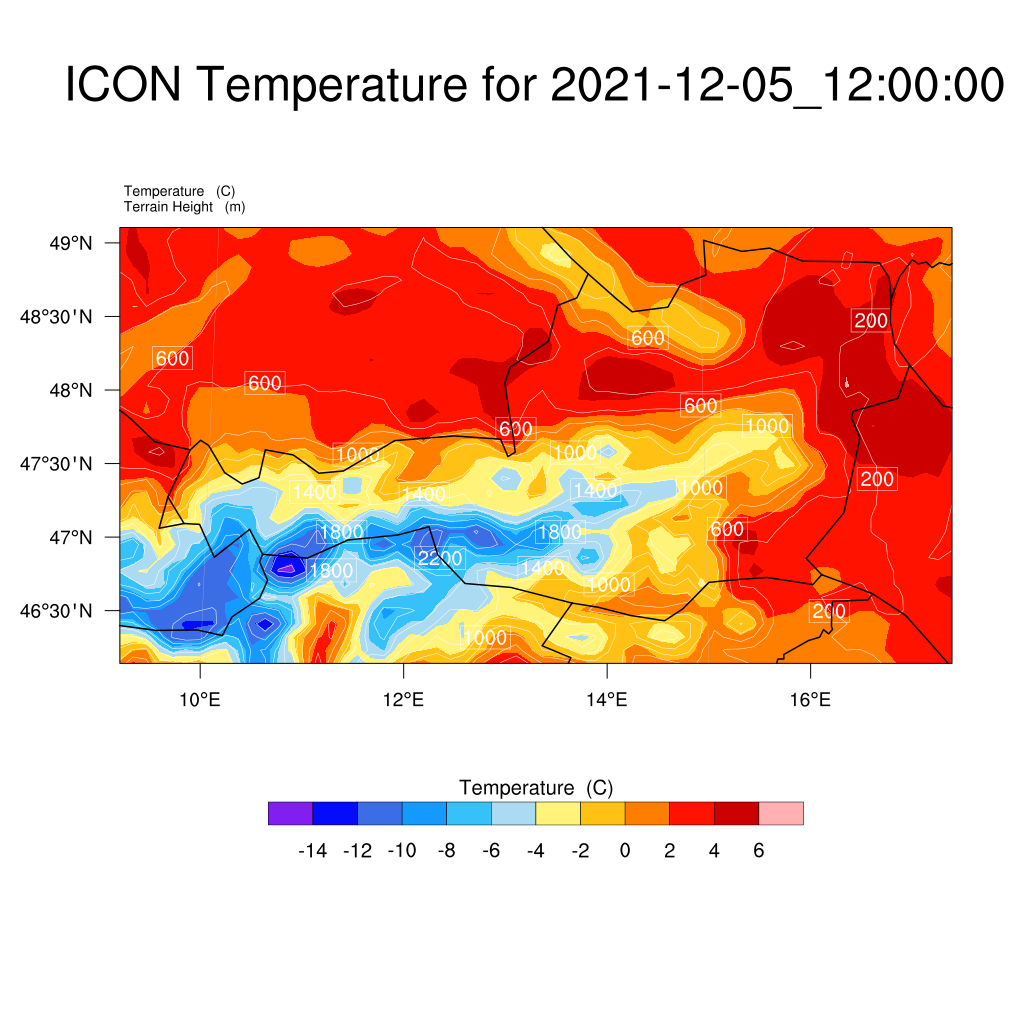 ICON Temperature for 2021-12-05_12:00:00
Temperature (C)
Terrain Height (m)
49°N
48°30'N
48°N
47°30'N
47°N
46°30'N
200
600
600
600
600
600
1000
1000
1000
200
1400
1400
1400
1000
1800
1800
600
2200
1800
1400
1000
200
1000
10°E 12°E 14°E 16°E
Temperature (C)
-14 -12 -10 -8 -6 -4 -2 0 2 4 6